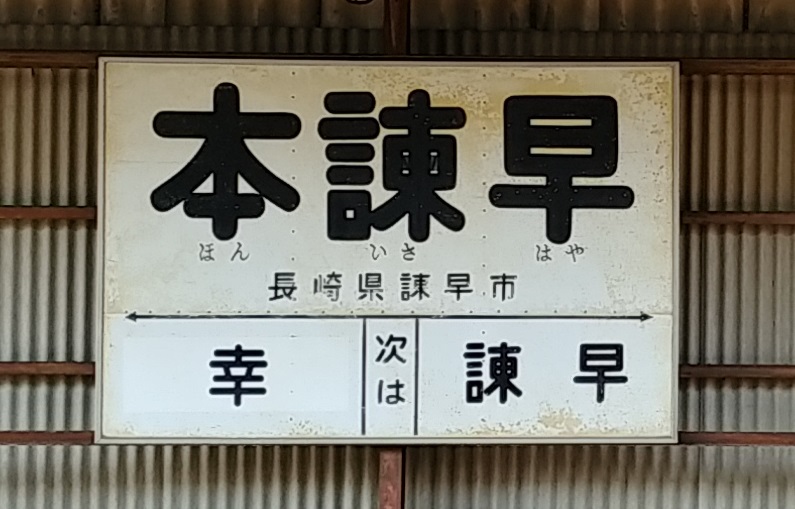 本諫早
ほん いさ はや
長崎県諫早市
幸 次は 諫早